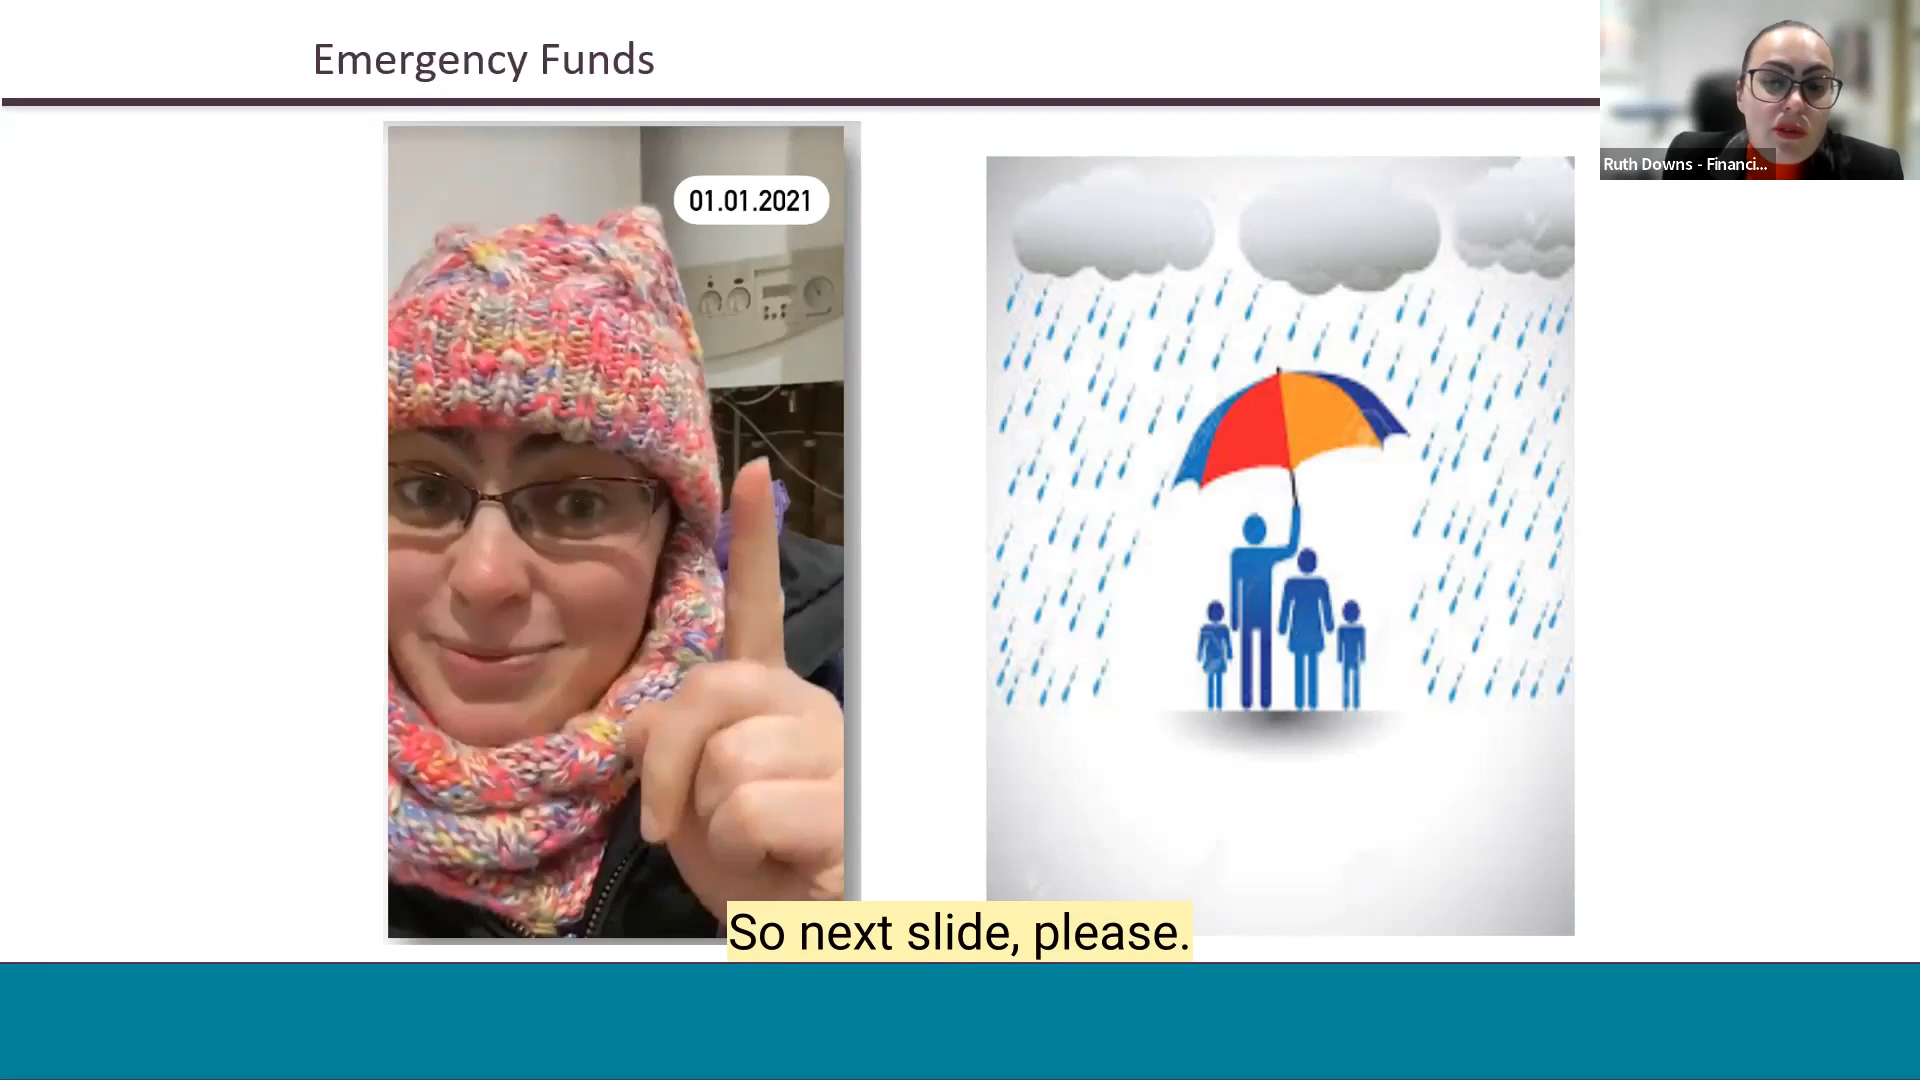 Emergency Funds
01.01.2021
Ruth Downs - Financi...
So next slide, please.